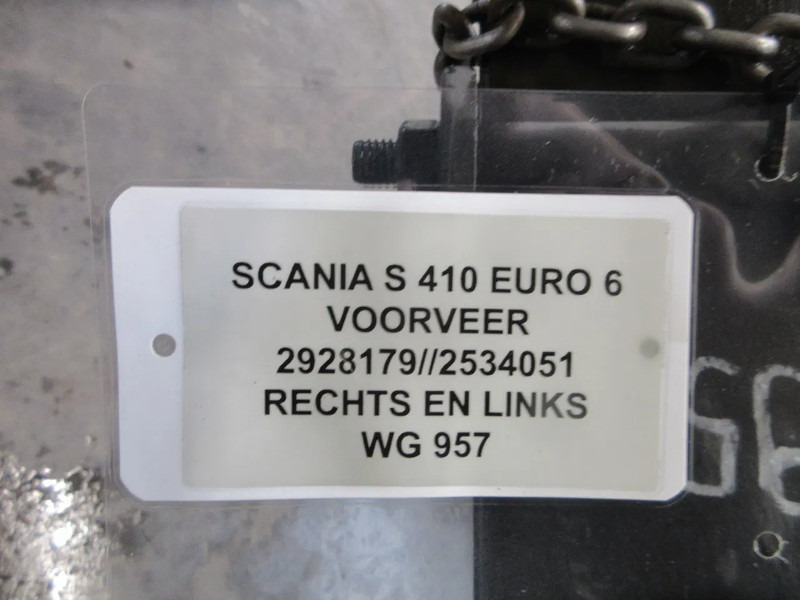 SCANIA S 410 EURO 6
VOORVEER
2928179//2534051
RECHTS EN LINKS
WG 957